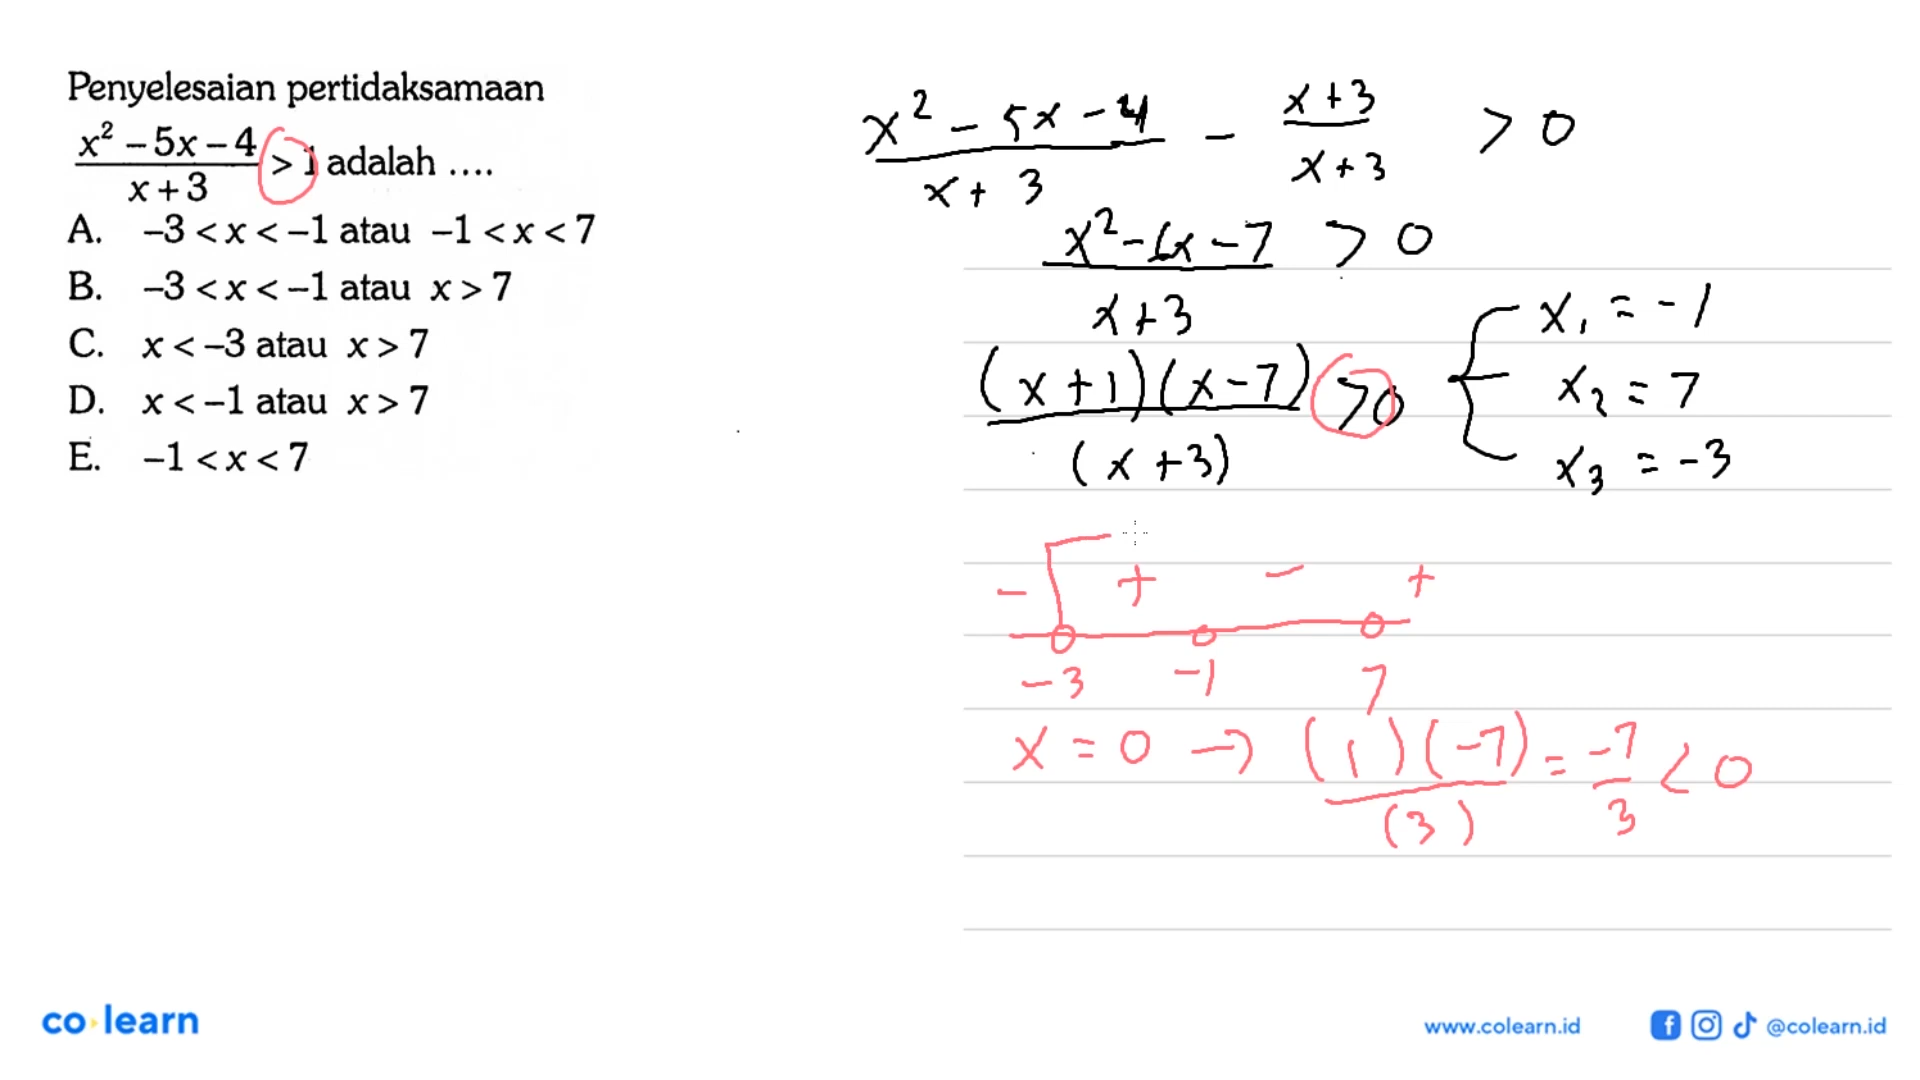 Penyelesaian pertidaksamaan
x² - 5x - 4 / x + 3 > 1 adalah ....
A. -3 < x < -1 atau -1 < x < 7
B. -3 < x < -1 atau x > 7
C. x < -3 atau x > 7
D. x < -1 atau x > 7
E. -1 < x < 7
x² - 5x - 4 / x + 3 - x + 3 / x + 3 > 0
x² - 6x - 7 / x + 3 > 0
(x + 1)(x - 7) / (x + 3) > 0
x₁ = -1
x₂ = 7
x₃ = -3
- + - +
-3 -1 7
x = 0 → (1)(-7) / (3) = -7 / 3 < 0
co learn
www.colearn.id
@colearn.id